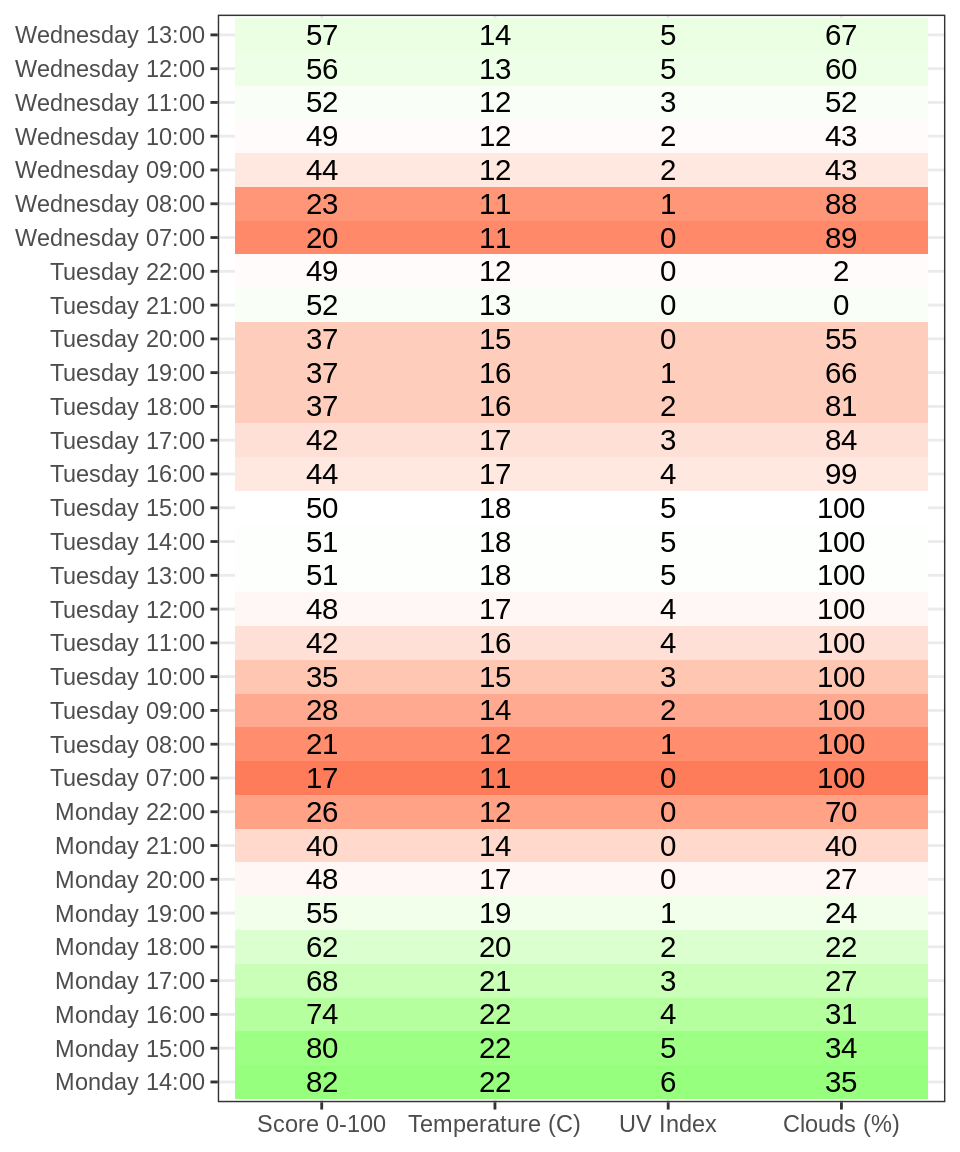 Wednesday 13:00 57 14 5 67
Wednesday 12:00 56 13 5 60
Wednesday 11:00 52 12 3 52
Wednesday 10:00 49 12 2 43
Wednesday 09:00 44 12 2 43
Wednesday 08:00 23 11 1 88
Wednesday 07:00 20 11 0 89
Tuesday 22:00 49 12 0 2
Tuesday 21:00 52 13 0 0
Tuesday 20:00 37 15 0 55
Tuesday 19:00 37 16 1 66
Tuesday 18:00 37 16 2 81
Tuesday 17:00 42 17 3 84
Tuesday 16:00 44 17 4 99
Tuesday 15:00 50 18 5 100
Tuesday 14:00 51 18 5 100
Tuesday 13:00 51 18 5 100
Tuesday 12:00 48 17 4 100
Tuesday 11:00 42 16 4 100
Tuesday 10:00 35 15 3 100
Tuesday 09:00 28 14 2 100
Tuesday 08:00 21 12 1 100
Tuesday 07:00 17 11 0 100
Monday 22:00 26 12 0 70
Monday 21:00 40 14 0 40
Monday 20:00 48 17 0 27
Monday 19:00 55 19 1 24
Monday 18:00 62 20 2 22
Monday 17:00 68 21 3 27
Monday 16:00 74 22 4 31
Monday 15:00 80 22 5 34
Monday 14:00 82 22 6 35
Score 0-100 Temperature (C) UV Index Clouds (%)